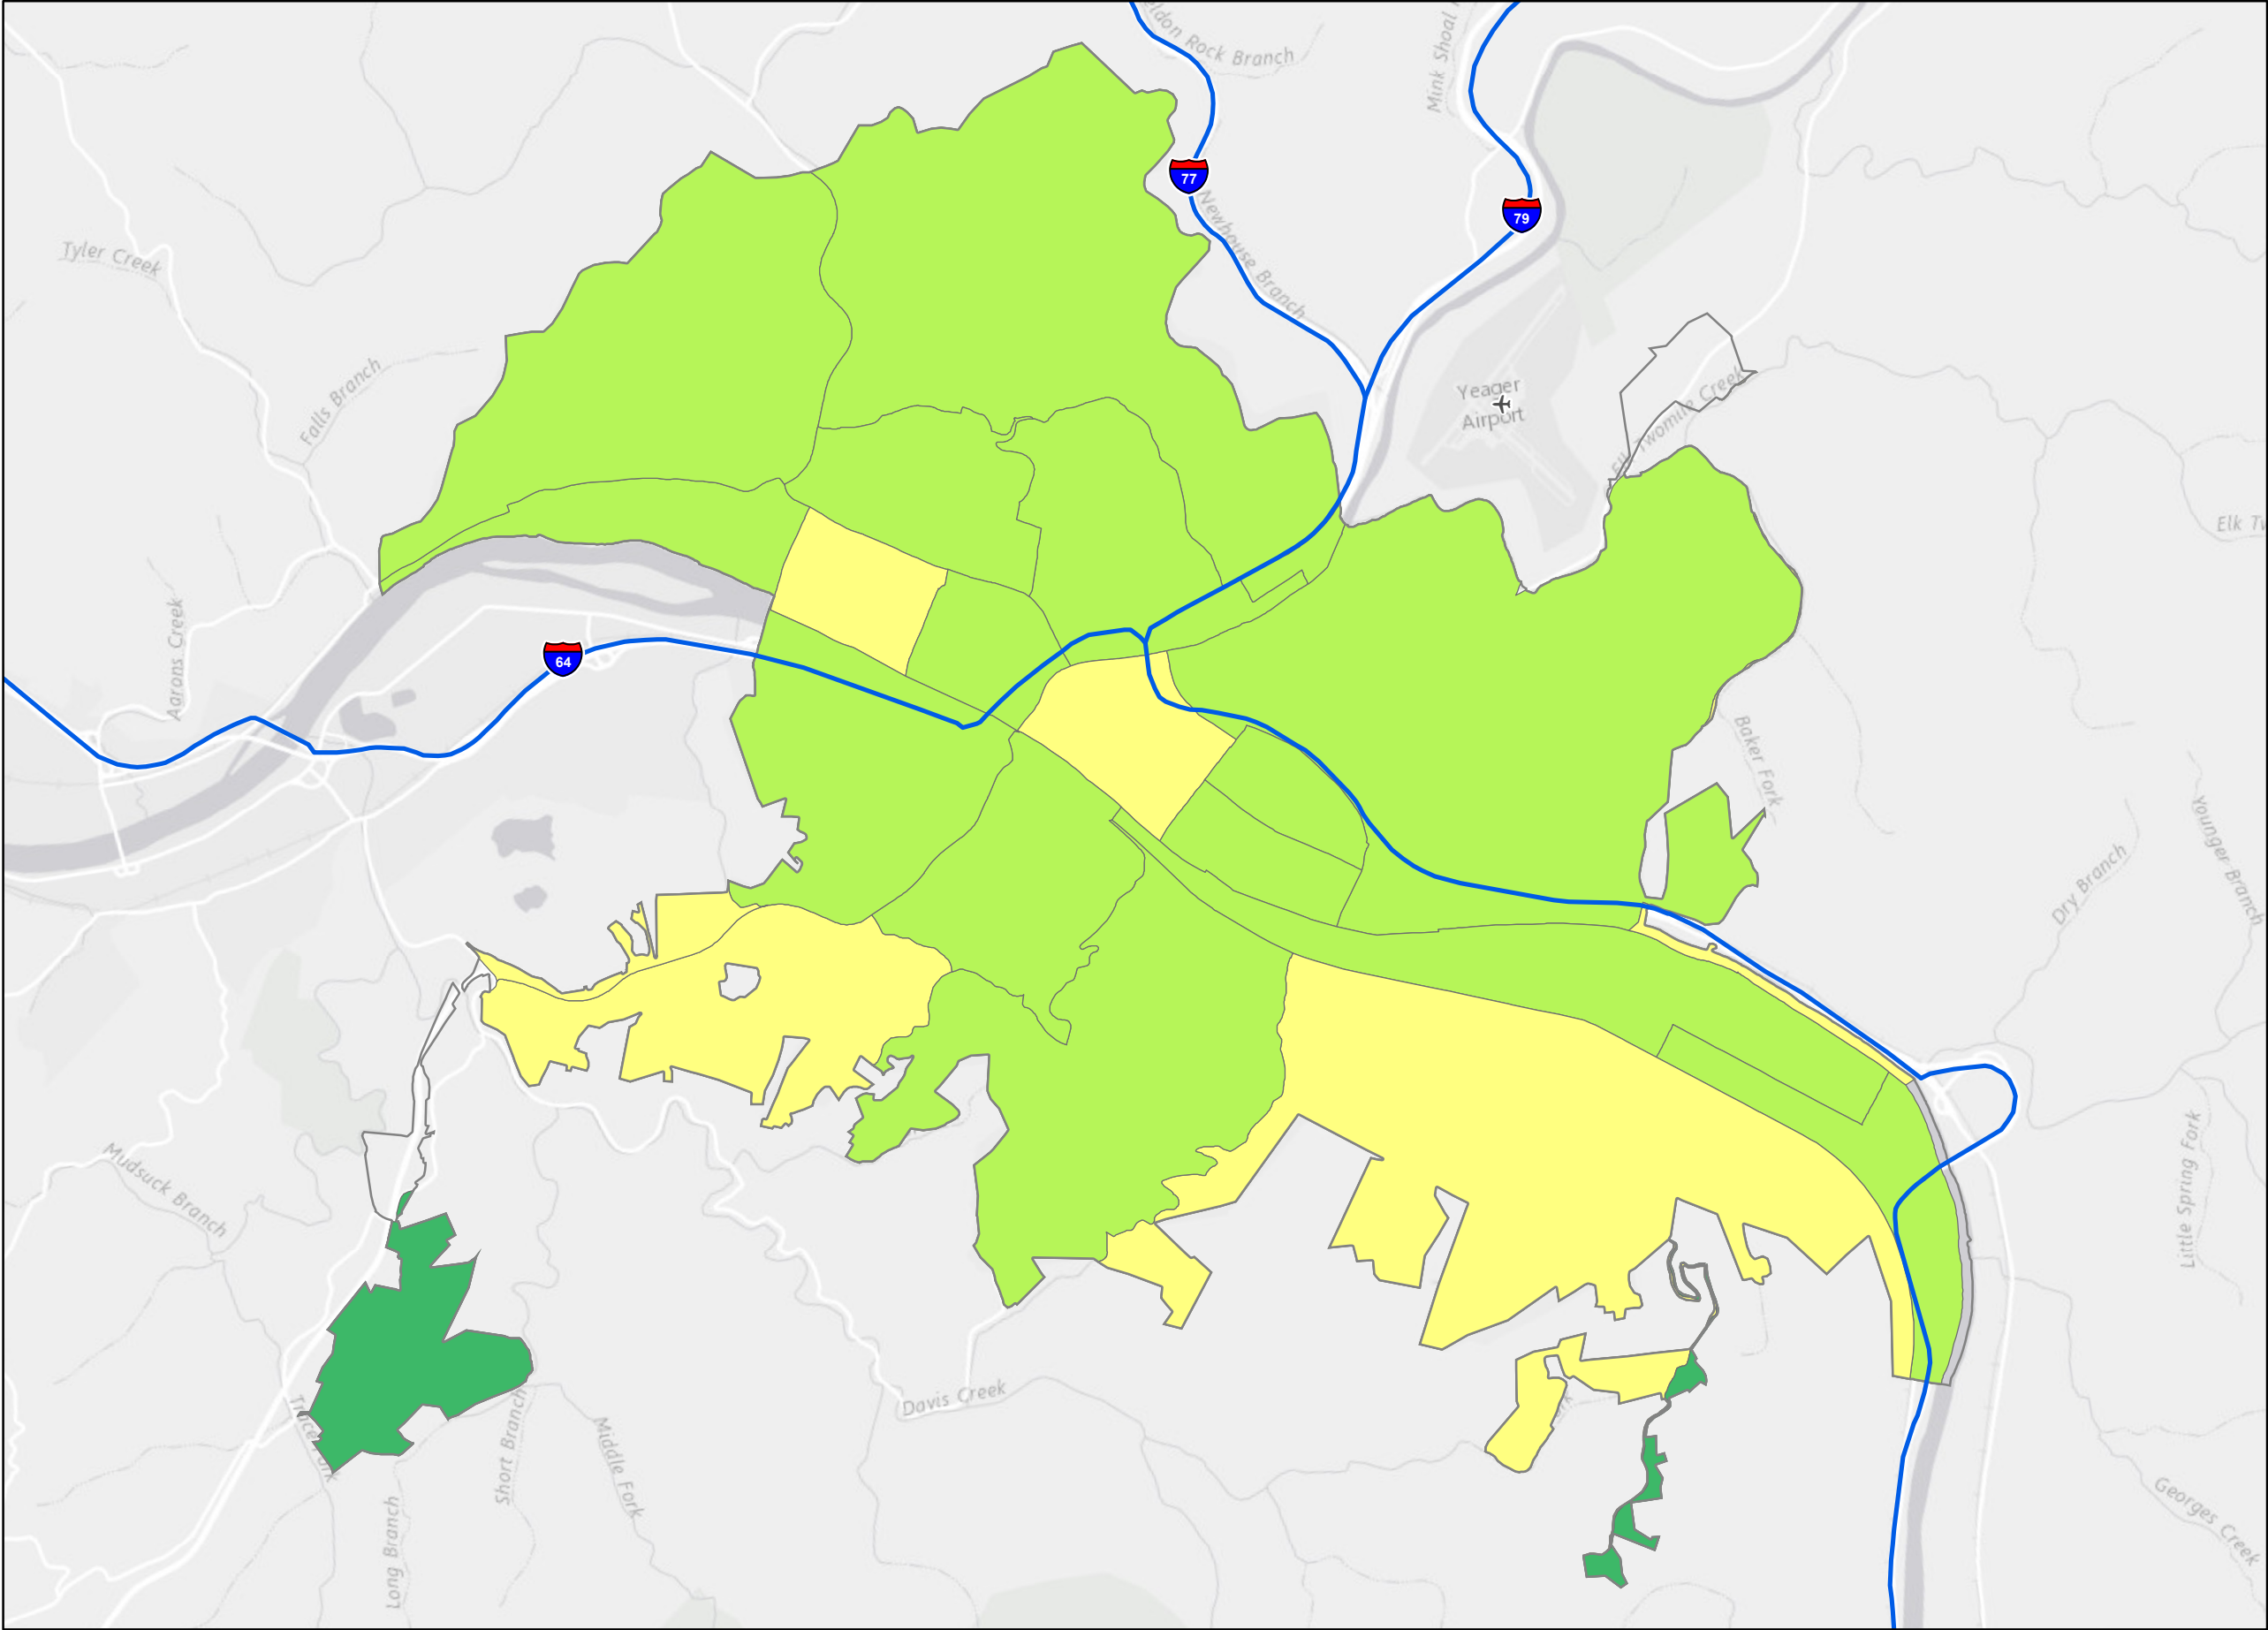 Rock Branch
Mink Shoal
77
Newhouse Branch
79
Tyler Creek
Falls Branch
Yeager
Airport
Elk Twomile Creek
Aarons Creek
64
Baker Fork
Younger Branch
Dry Branch
Mudsuck Branch
Little Spring Fork
Davis Creek
Short Branch
Middle Fork
Long Branch
Georges Creek